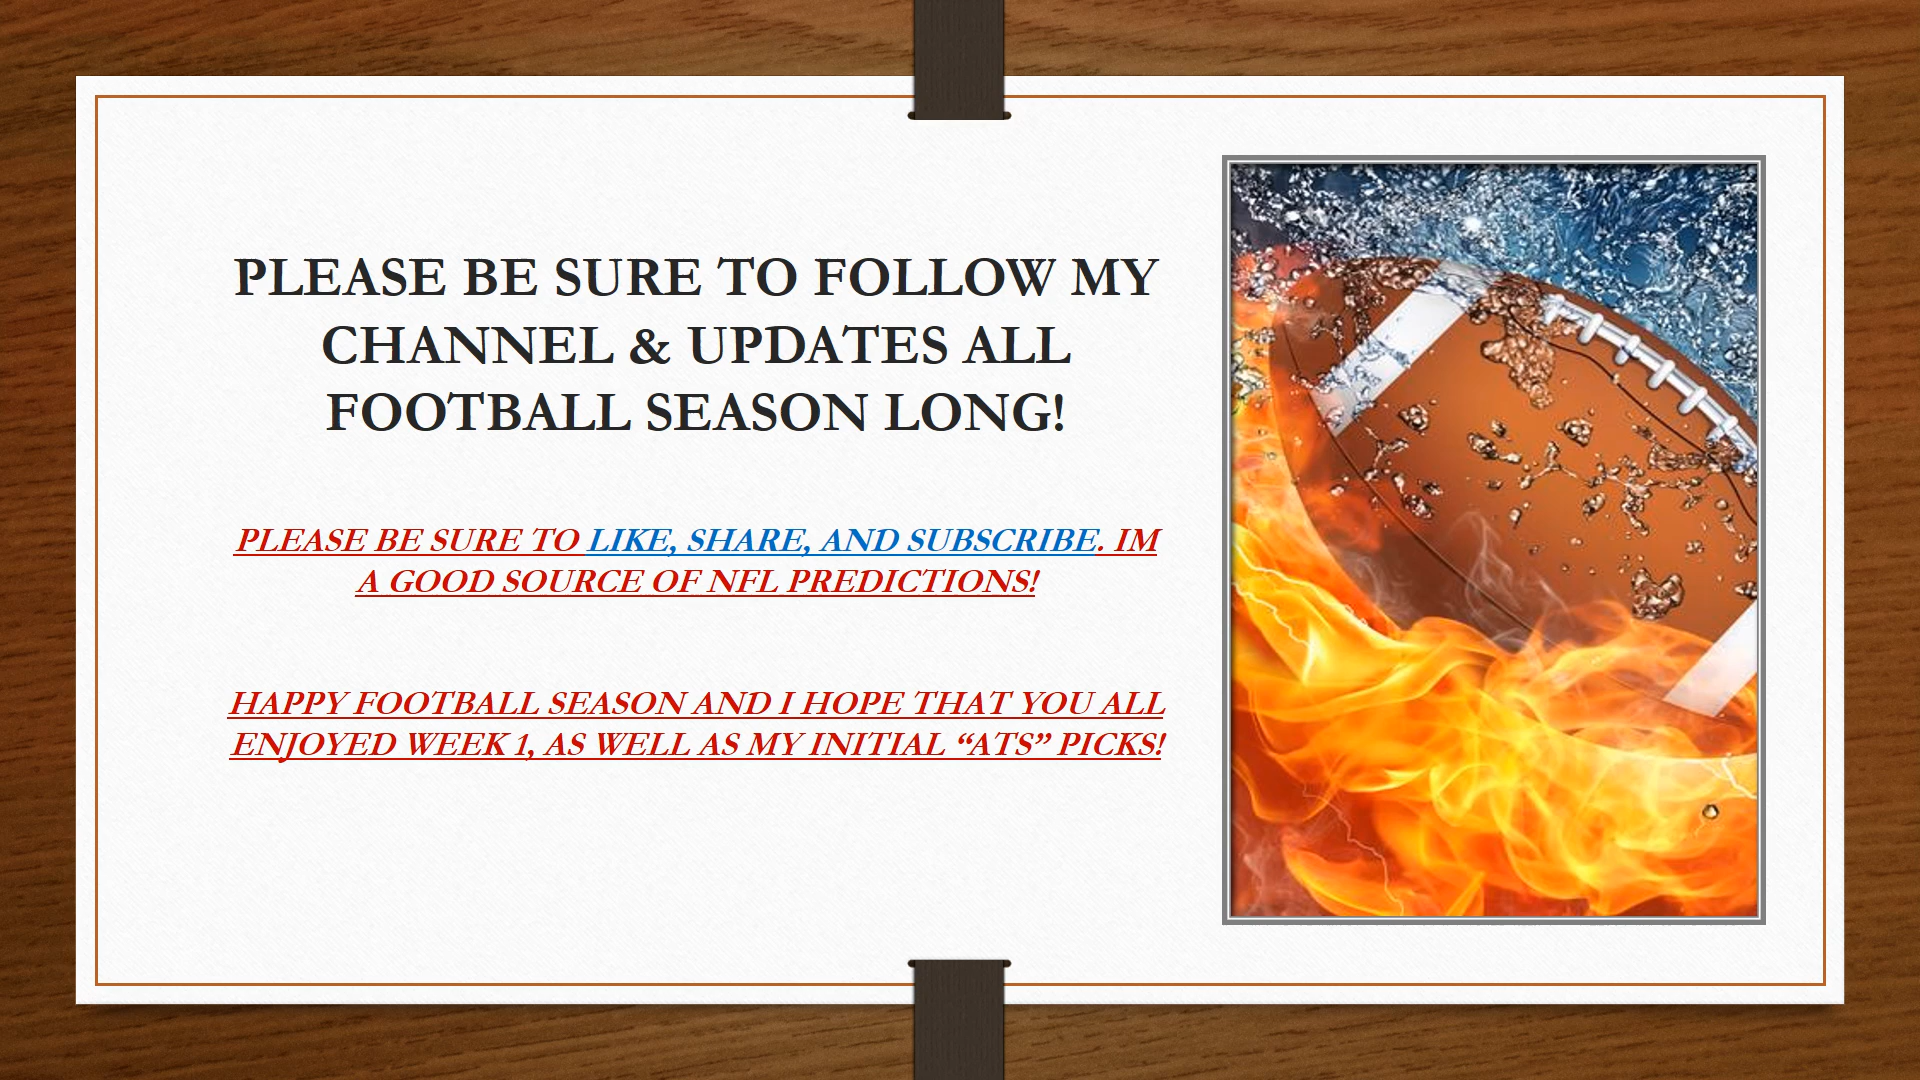 PLEASE BE SURE TO FOLLOW MY
CHANNEL & UPDATES ALL
FOOTBALL SEASON LONG!
PLEASE BE SURE TO LIKE, SHARE, AND SUBSCRIBE. IM
A GOOD SOURCE OF NFL PREDICTIONS!
HAPPY FOOTBALL SEASON AND I HOPE THAT YOU ALL
ENJOYED WEEK 1, AS WELL AS MY INITIAL “ATS” PICKS!